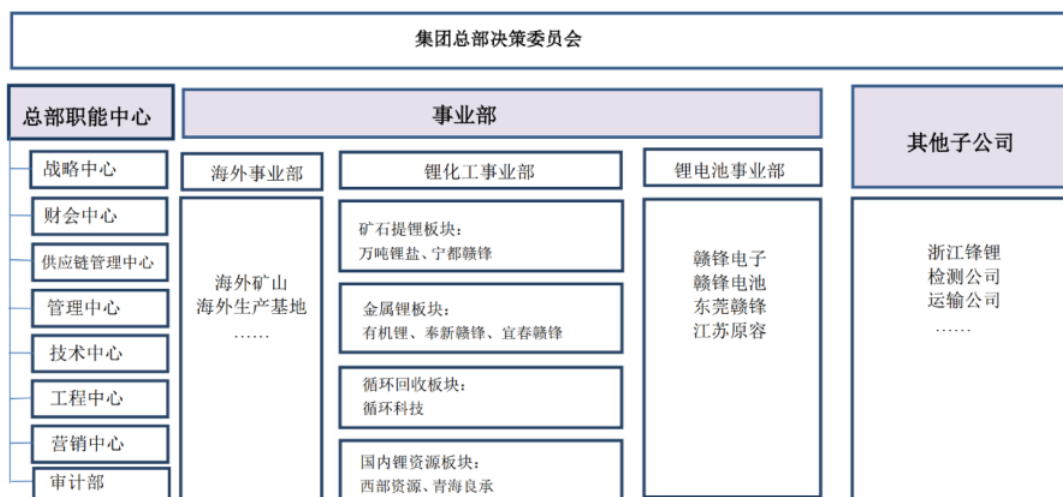 集团总部决策委员会
总部职能中心
战略中心
财会中心
供应链管理中心
管理中心
技术中心
工程中心
营销中心
审计部
事业部
海外事业部
海外矿山
海外生产基地
……
锂化工事业部
矿石提锂板块：
万吨锂盐、宁都赣锋
金属锂板块：
有机锂、奉新赣锋、宜春赣锋
循环回收板块：
循环科技
国内锂资源板块：
西部资源、青海良承
锂电池事业部
赣锋电子
赣锋电池
东莞赣锋
江苏原容
其他子公司
浙江锋锂
检测公司
运输公司
……